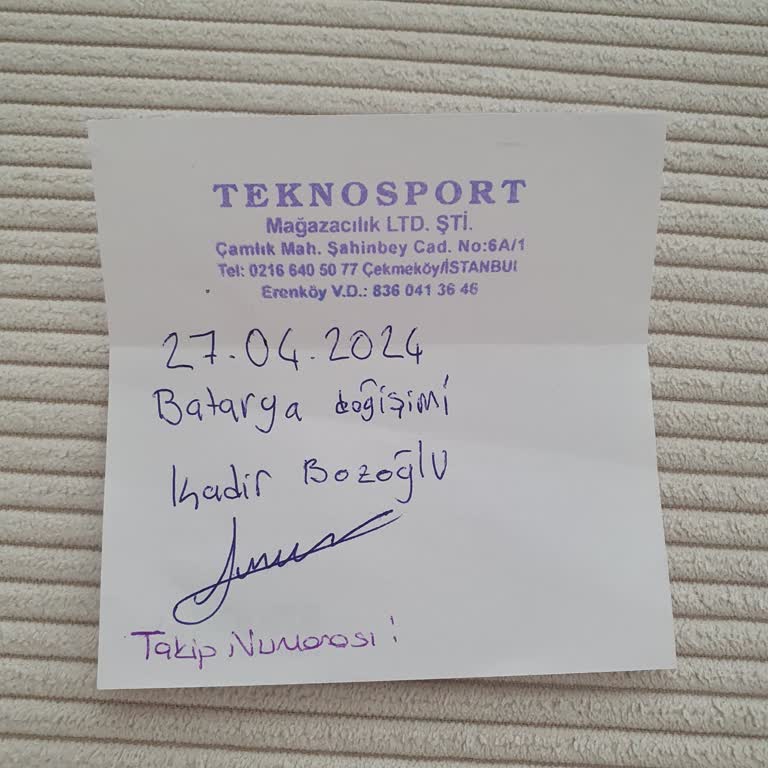 TEKNOSPORT
Mağazacılık LTD. ŞTİ.
Çamlık Mah. Şahinbey Cad. No:6A/1
Tel: 0216 640 50 77 Çekmeköy/İSTANBUL
Erenköy V.D.: 836 041 36 46
27.04.2024
Batarya değişimi
Kadir Bozoğlu
Takip Numarası: